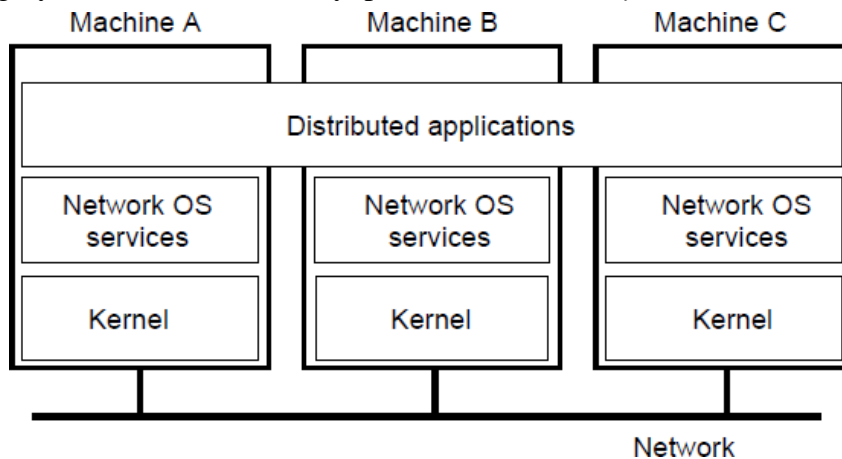 Machine A
Machine B
Machine C
Distributed applications
Network OS
services
Network OS
services
Network OS
services
Kernel
Kernel
Kernel
Network